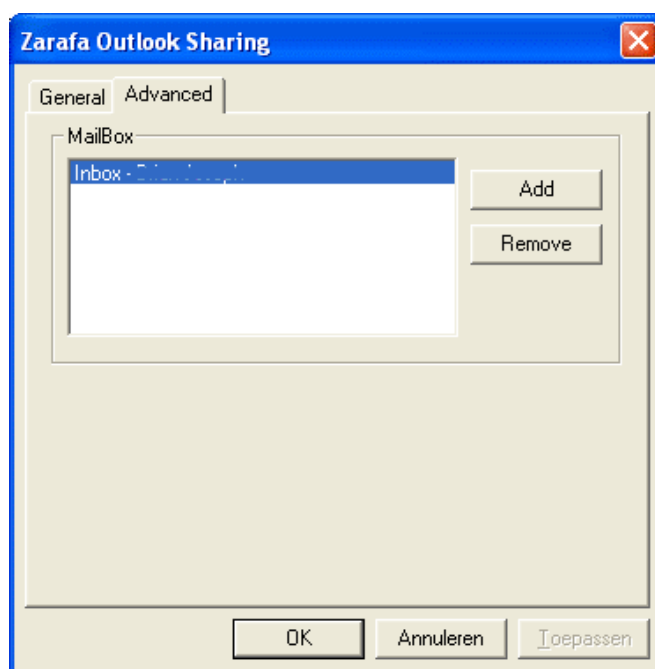 Zarafa Outlook Sharing
General
Advanced
MailBox
Inbox -
Add
Remove
OK
Annuleren
Toepassen